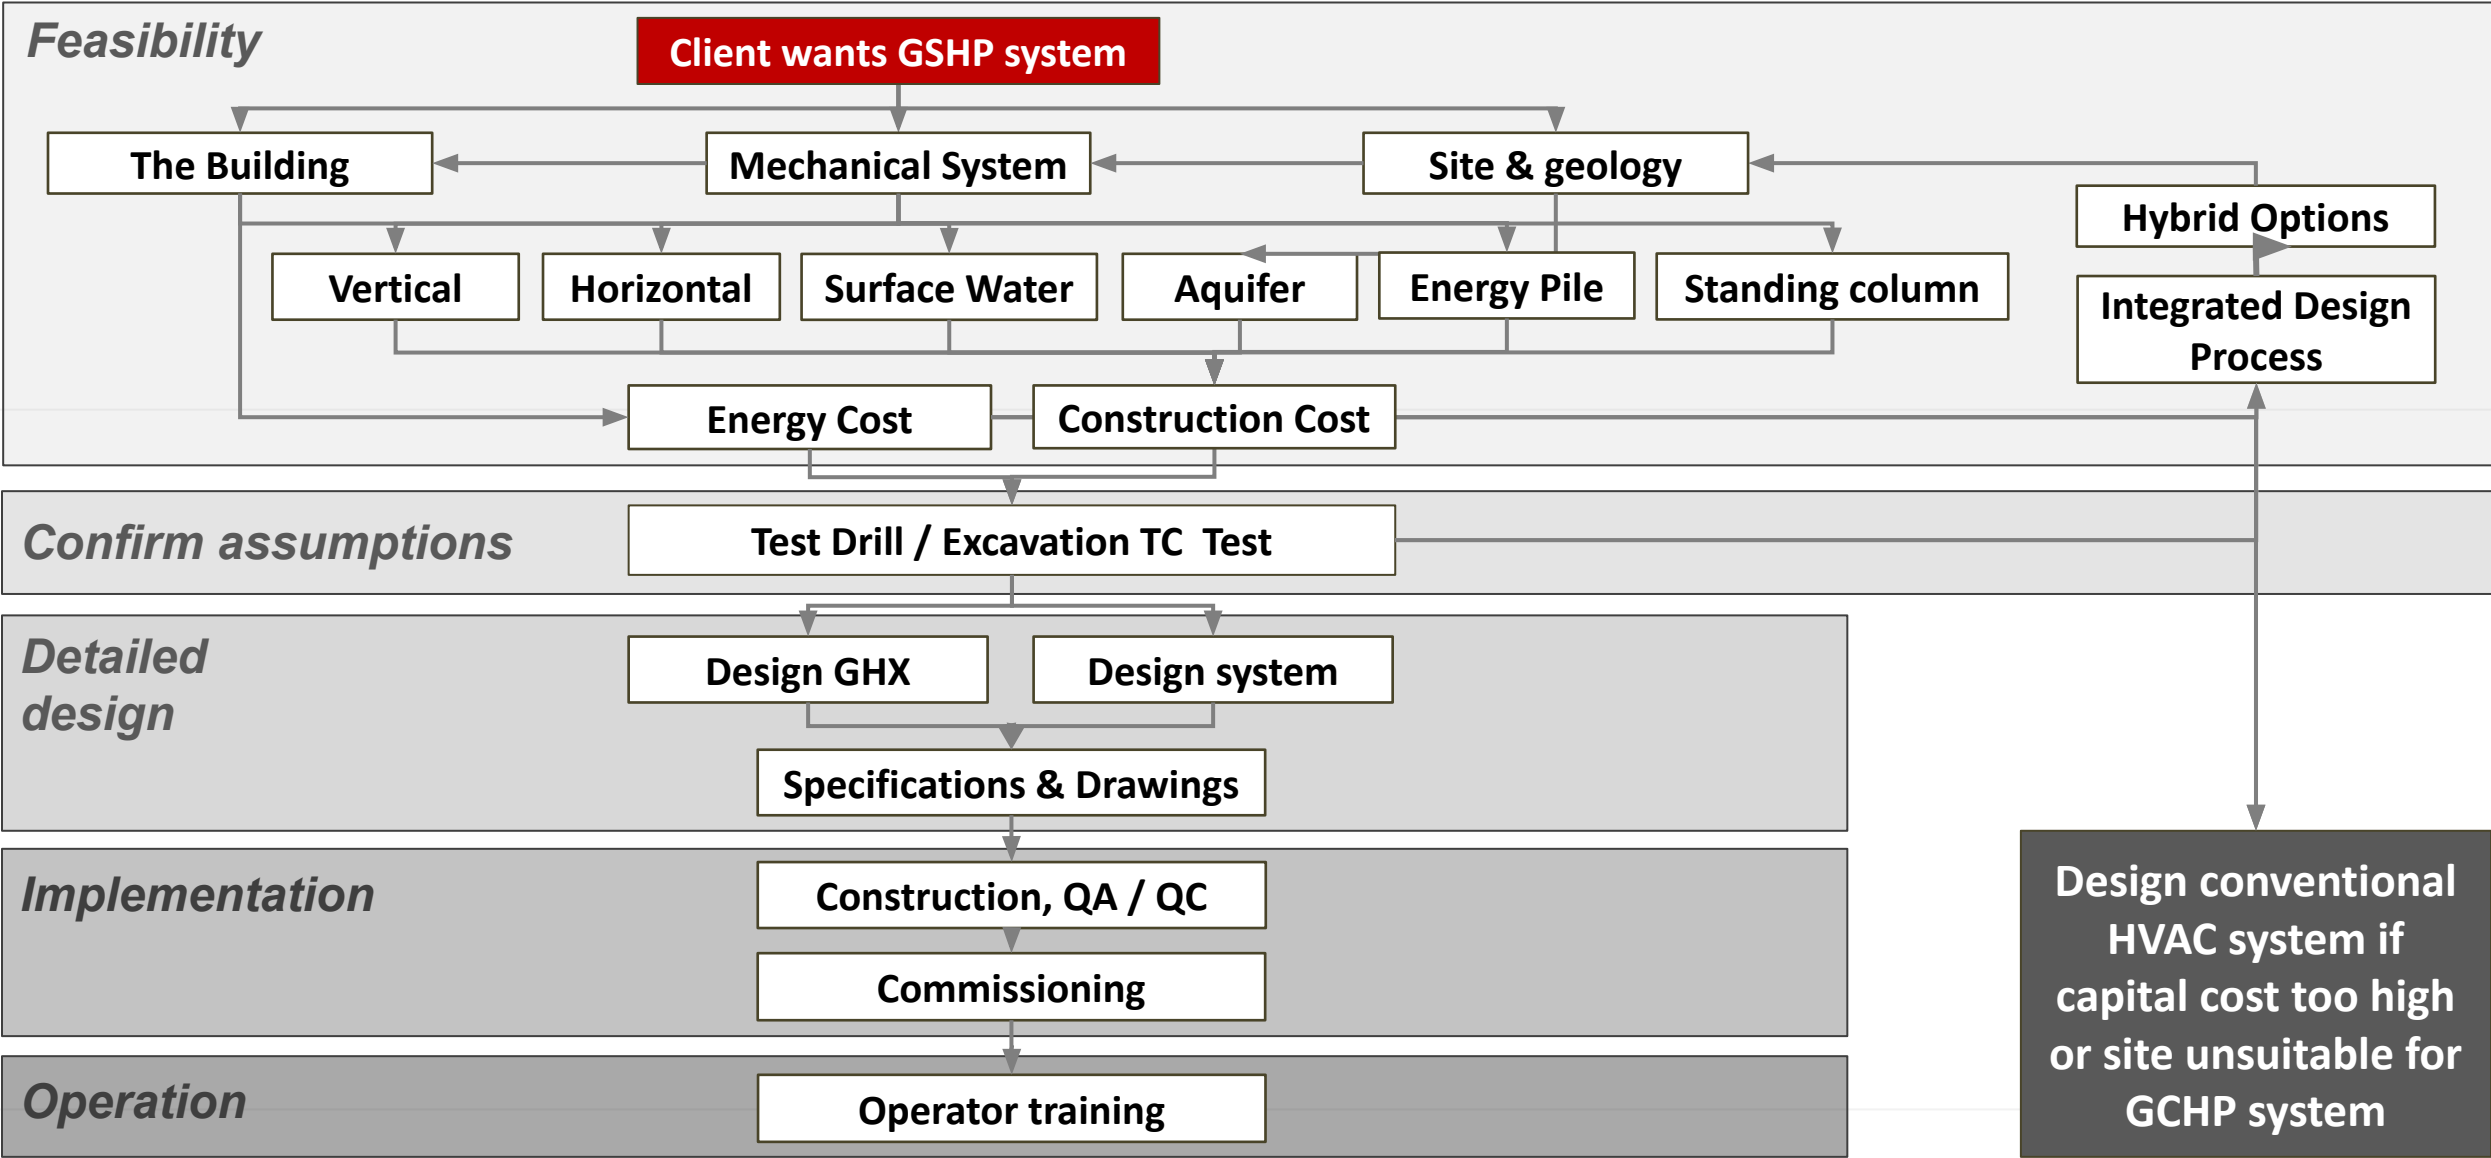 Feasibility
Client wants GSHP system
The Building
Mechanical System
Site & geology
Hybrid Options
Vertical
Horizontal
Surface Water
Aquifer
Energy Pile
Standing column
Integrated Design
Process
Energy Cost
Construction Cost
Confirm assumptions
Test Drill / Excavation TC  Test
Detailed
design
Design GHX
Design system
Specifications & Drawings
Implementation
Construction, QA / QC
Commissioning
Operation
Operator training
Design conventional
HVAC system if
capital cost too high
or site unsuitable for
GCHP system